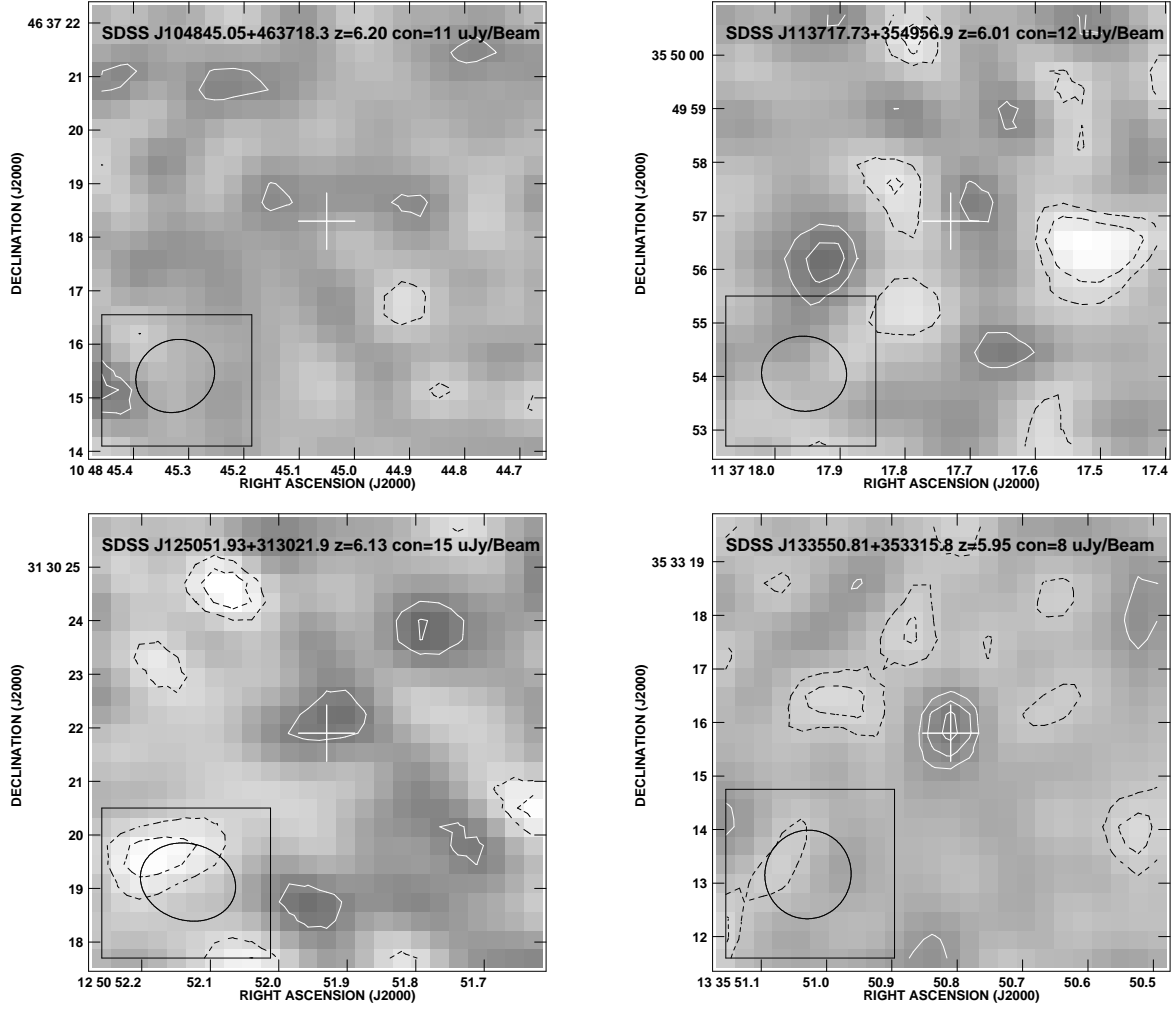 SDSS J104845.05+463718.3 z=6.20 con=11 uJy/Beam
DECLINATION (J2000)
46 37 22
21
20
19
18
17
16
15
14
10 48 45.4 45.3 45.2 45.1 45.0 44.9 44.8 44.7
RIGHT ASCENSION (J2000)
SDSS J113717.73+354956.9 z=6.01 con=12 uJy/Beam
DECLINATION (J2000)
35 50 00
49 59
58
57
56
55
54
53
11 37 18.0 17.9 17.8 17.7 17.6 17.5 17.4
RIGHT ASCENSION (J2000)
SDSS J125051.93+313021.9 z=6.13 con=15 uJy/Beam
DECLINATION (J2000)
31 30 25
24
23
22
21
20
19
18
12 50 52.2 52.1 52.0 51.9 51.8 51.7
RIGHT ASCENSION (J2000)
SDSS J133550.81+353315.8 z=5.95 con=8 uJy/Beam
DECLINATION (J2000)
35 33 19
18
17
16
15
14
13
12
13 35 51.1 51.0 50.9 50.8 50.7 50.6 50.5
RIGHT ASCENSION (J2000)